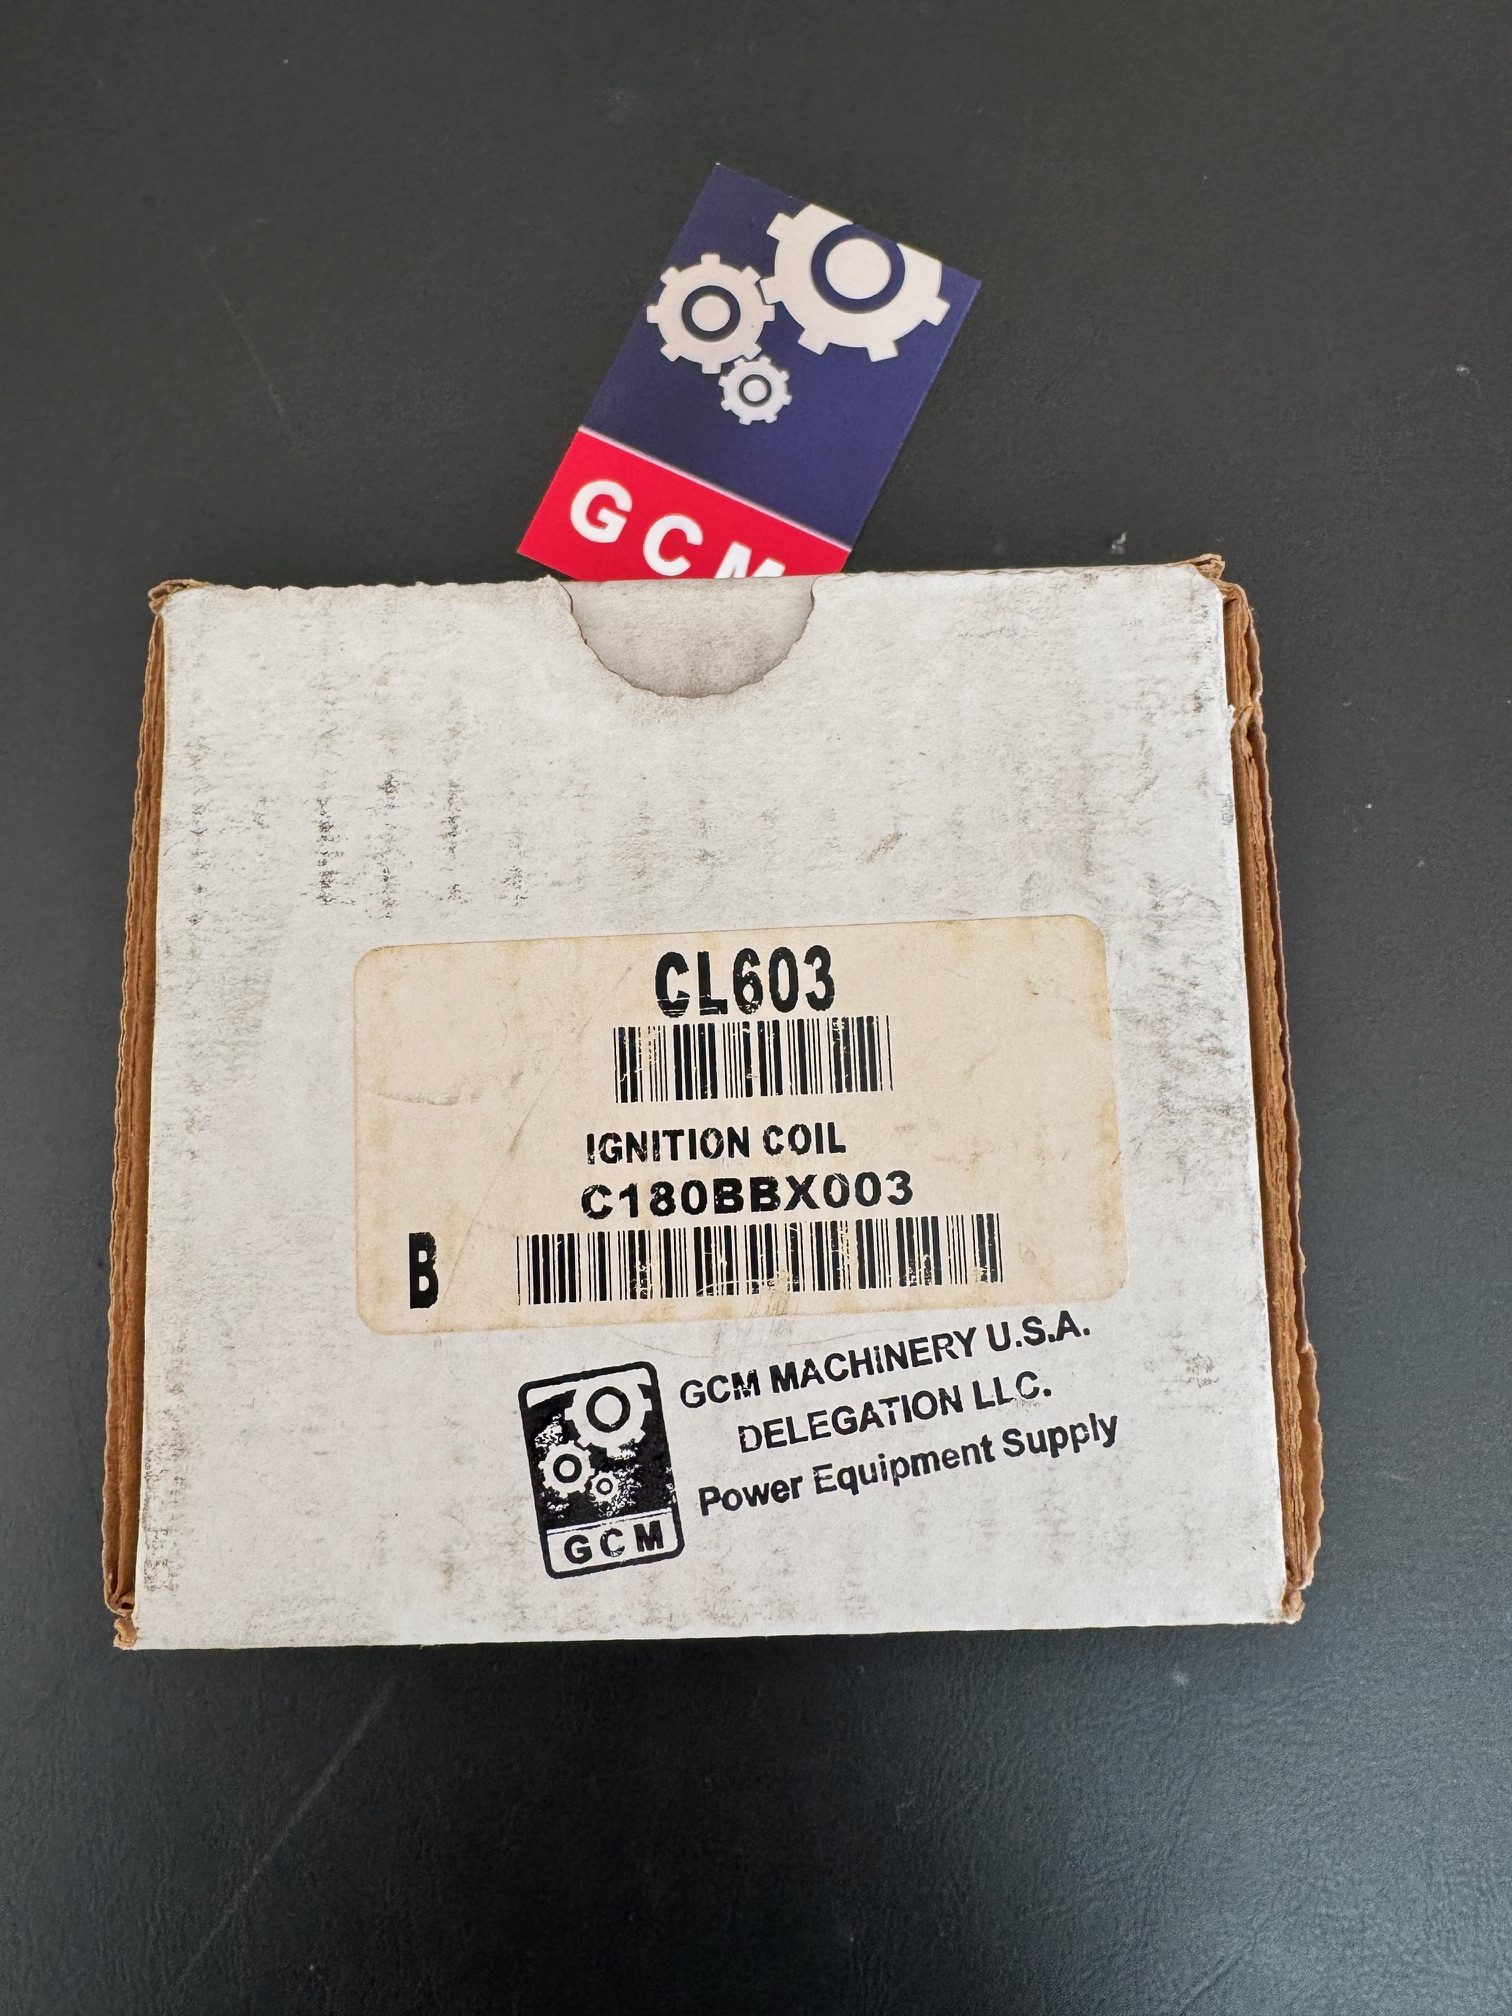 GCM
CL603
IGNITION COIL
C180BBX003
B
GCM MACHINERY U.S.A.
DELEGATION LLC.
Power Equipment Supply
GCM